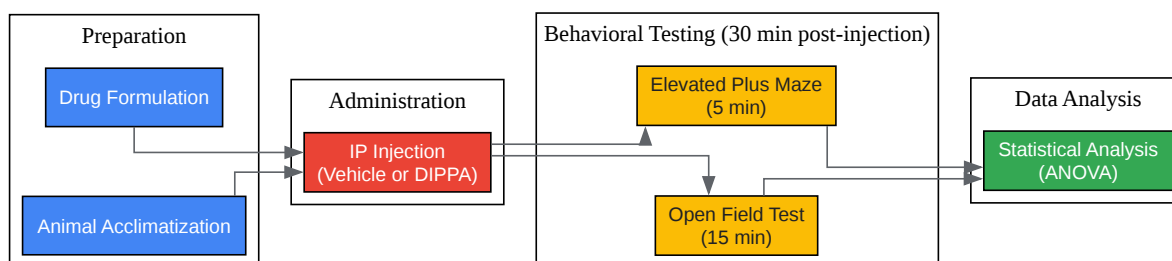 Preparation
Drug Formulation
Animal Acclimatization
Administration
IP Injection
(Vehicle or DIPPA)
Behavioral Testing (30 min post-injection)
Elevated Plus Maze
(5 min)
Open Field Test
(15 min)
Data Analysis
Statistical Analysis
(ANOVA)